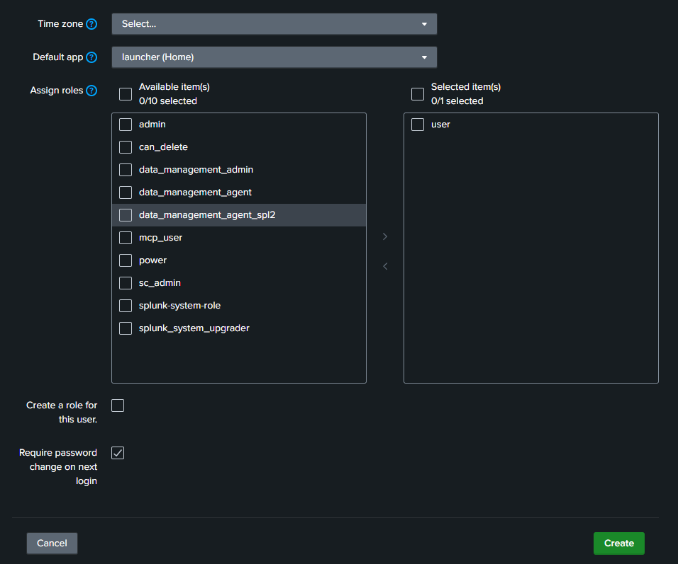 Time zone ?
Select...
Default app ?
launcher (Home)
Assign roles ?
Available item(s)
0/10 selected
admin
can_delete
data_management_admin
data_management_agent
data_management_agent_spl2
mcp_user
power
sc_admin
splunk-system-role
splunk_system_upgrader
Selected item(s)
0/1 selected
user
Create a role for
this user.
Require password
change on next
login
Cancel
Create